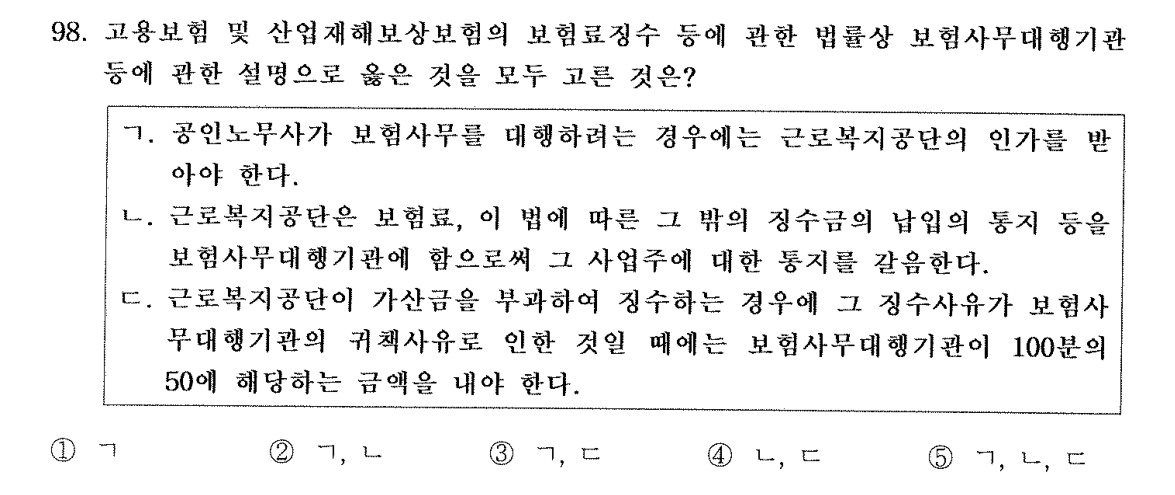 98. 고용보험 및 산업재해보상보험의 보험료징수 등에 관한 법률상 보험사무대행기관
등에 관한 설명으로 옳은 것을 모두 고른 것은?
ㄱ. 공인노무사가 보험사무를 대행하려는 경우에는 근로복지공단의 인가를 받
아야 한다.
ㄴ. 근로복지공단은 보험료, 이 법에 따른 그 밖의 징수금의 납입의 통지 등을
보험사무대행기관에 함으로써 그 사업주에 대한 통지를 갈음한다.
ㄷ. 근로복지공단이 가산금을 부과하여 징수하는 경우에 그 징수사유가 보험사
무대행기관의 귀책사유로 인한 것일 때에는 보험사무대행기관이 100분의
50에 해당하는 금액을 내야 한다.
① ㄱ ② ㄱ, ㄴ ③ ㄱ, ㄷ ④ ㄴ, ㄷ ⑤ ㄱ, ㄴ, ㄷ